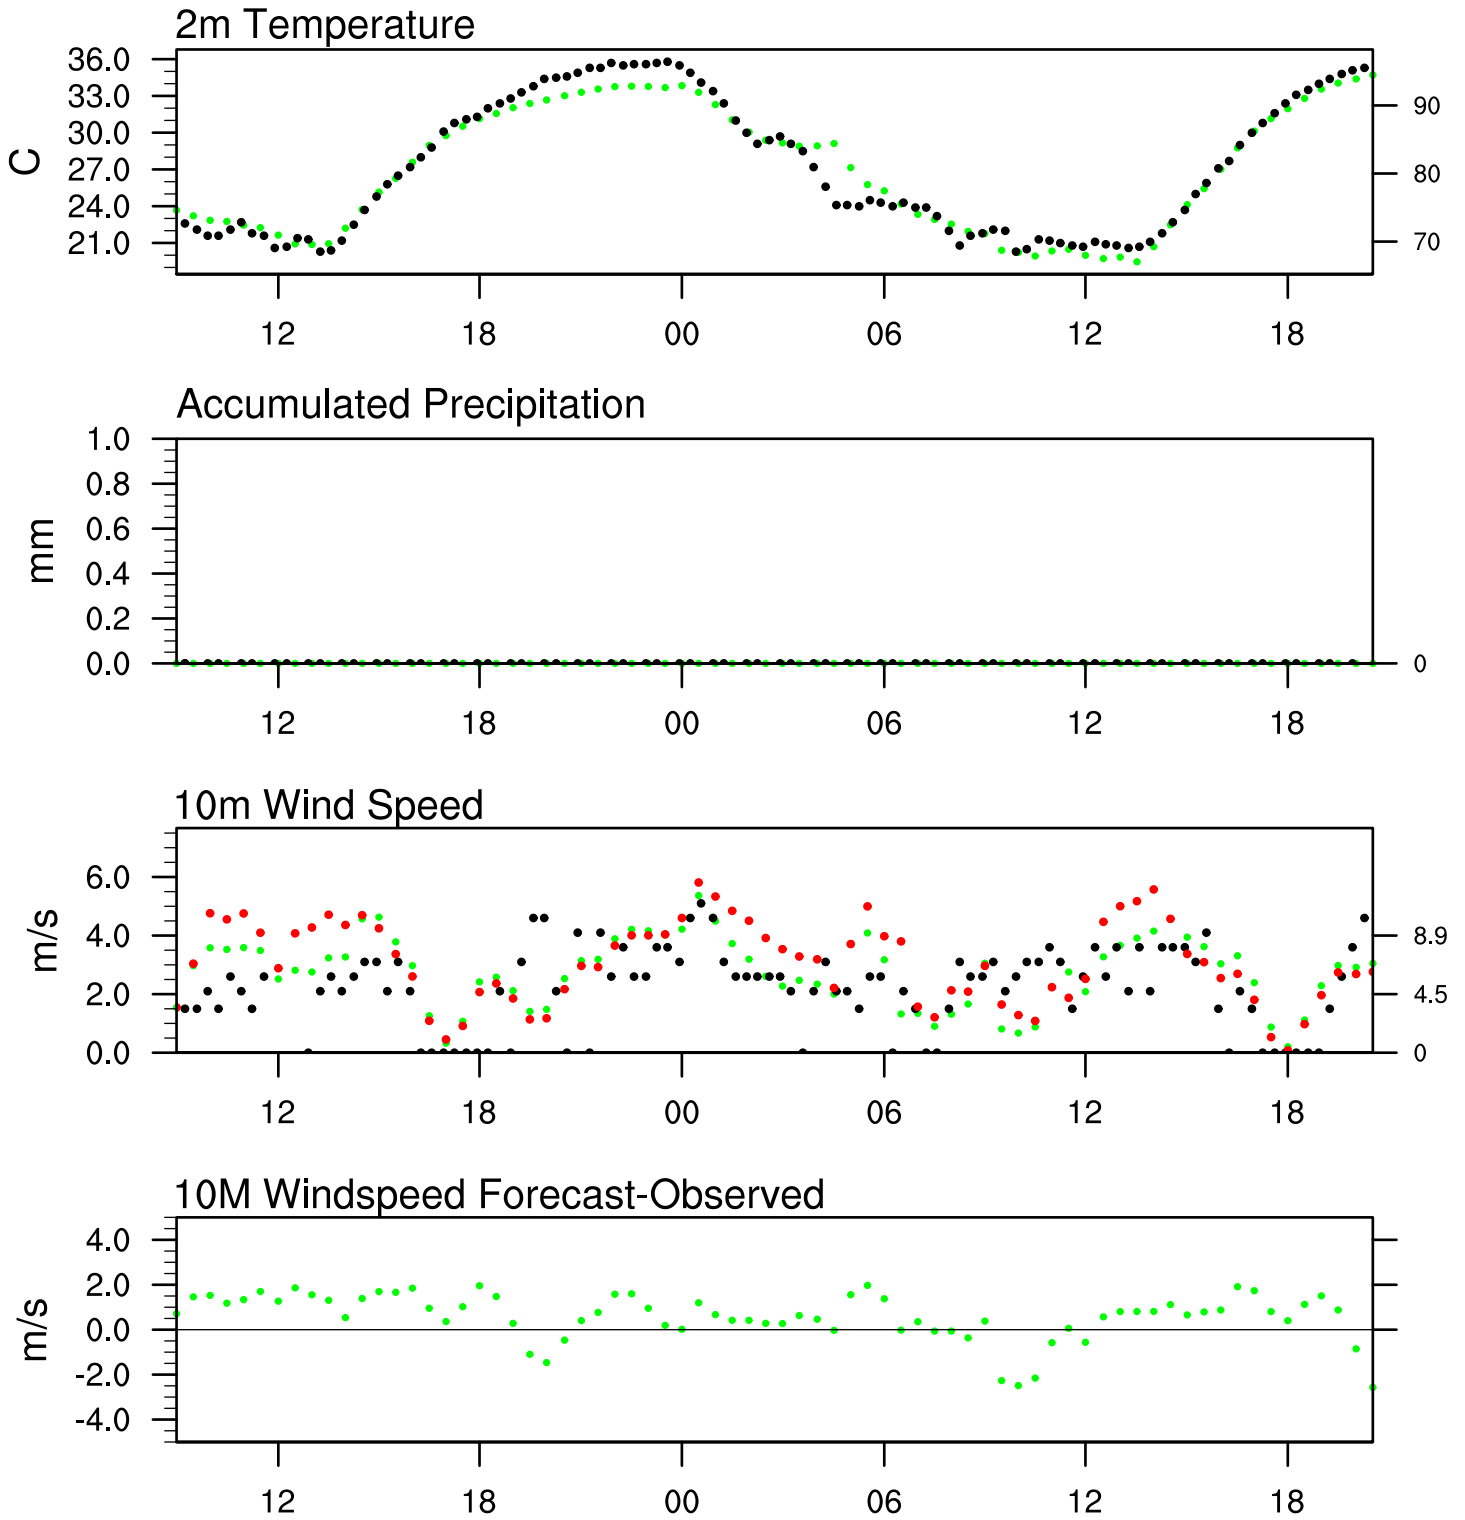 2m Temperature
36.0
33.0
30.0
27.0
24.0
21.0
C
90
80
70
12 18 00 06 12 18
Accumulated Precipitation
1.0
0.8
0.6
0.4
0.2
0.0
mm
0
12 18 00 06 12 18
10m Wind Speed
6.0
4.0
2.0
0.0
m/s
8.9
4.5
0
12 18 00 06 12 18
10M Windspeed Forecast-Observed
4.0
2.0
0.0
-2.0
-4.0
m/s
12 18 00 06 12 18